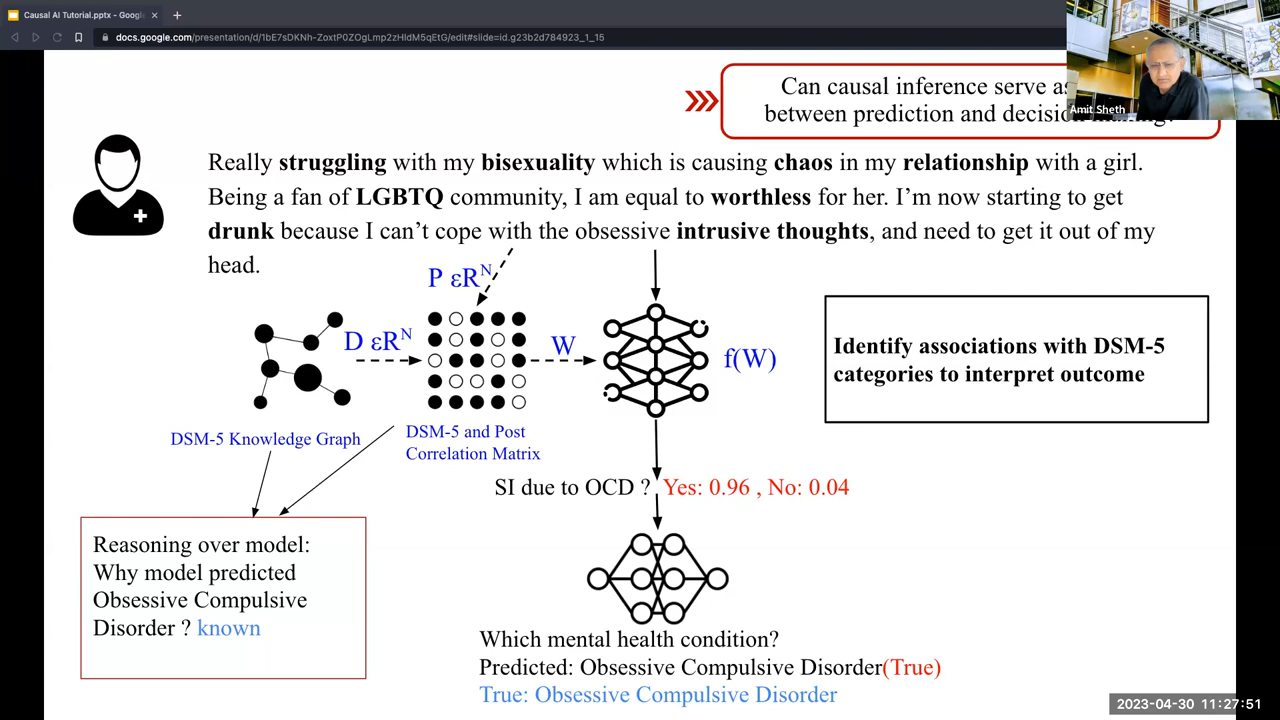 Causal AI Tutorial.pptx - Googl
docs.google.com/presentation/d/1bE7sDKNh-ZoxtP0ZOgLmp2zHIdM5qEtG/edit#slide=id.g23b2d784923_1_15
Can causal inference serve as
between prediction and decision making?
Amit Sheth
Really struggling with my bisexuality which is causing chaos in my relationship with a girl.
Being a fan of LGBTQ community, I am equal to worthless for her. I’m now starting to get
drunk because I can’t cope with the obsessive intrusive thoughts, and need to get it out of my
head.
P εR^N
D εR^N
W
f(W)
Identify associations with DSM-5
categories to interpret outcome
DSM-5 Knowledge Graph
DSM-5 and Post
Correlation Matrix
SI due to OCD ? Yes: 0.96 , No: 0.04
Reasoning over model:
Why model predicted
Obsessive Compulsive
Disorder ? known
Which mental health condition?
Predicted: Obsessive Compulsive Disorder(True)
True: Obsessive Compulsive Disorder
2023-04-30 11:27:51